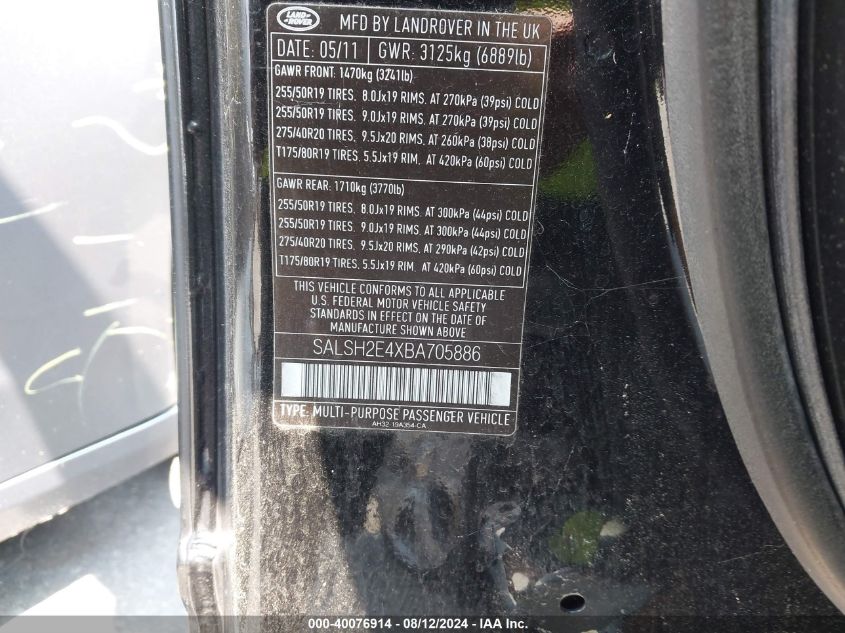 LAND ROVER
MFD BY LANDROVER IN THE UK
DATE: 05/11 GWR: 3125kg (6889lb)
GAWR FRONT: 1470kg (3241lb)
255/50R19 TIRES. 8.0Jx19 RIMS. AT 270kPa (39psi) COLD
255/50R19 TIRES. 9.0Jx19 RIMS. AT 270kPa (39psi) COLD
275/40R20 TIRES. 9.5Jx20 RIMS. AT 260kPa (38psi) COLD
T175/80R19 TIRES. 5.5Jx19 RIM. AT 420kPa (60psi) COLD
GAWR REAR: 1710kg (3770lb)
255/50R19 TIRES. 8.0Jx19 RIMS. AT 300kPa (44psi) COLD
255/50R19 TIRES. 9.0Jx19 RIMS. AT 300kPa (44psi) COLD
275/40R20 TIRES. 9.5Jx20 RIMS. AT 290kPa (42psi) COLD
T175/80R19 TIRES. 5.5Jx19 RIM. AT 420kPa (60psi) COLD
THIS VEHICLE CONFORMS TO ALL APPLICABLE
U.S. FEDERAL MOTOR VEHICLE SAFETY
STANDARDS IN EFFECT ON THE DATE OF
MANUFACTURE SHOWN ABOVE
SALSH2E4XBA705886
TYPE: MULTI-PURPOSE PASSENGER VEHICLE
AH32 19A354-CA
000-40076914 - 08/12/2024 - IAA Inc.